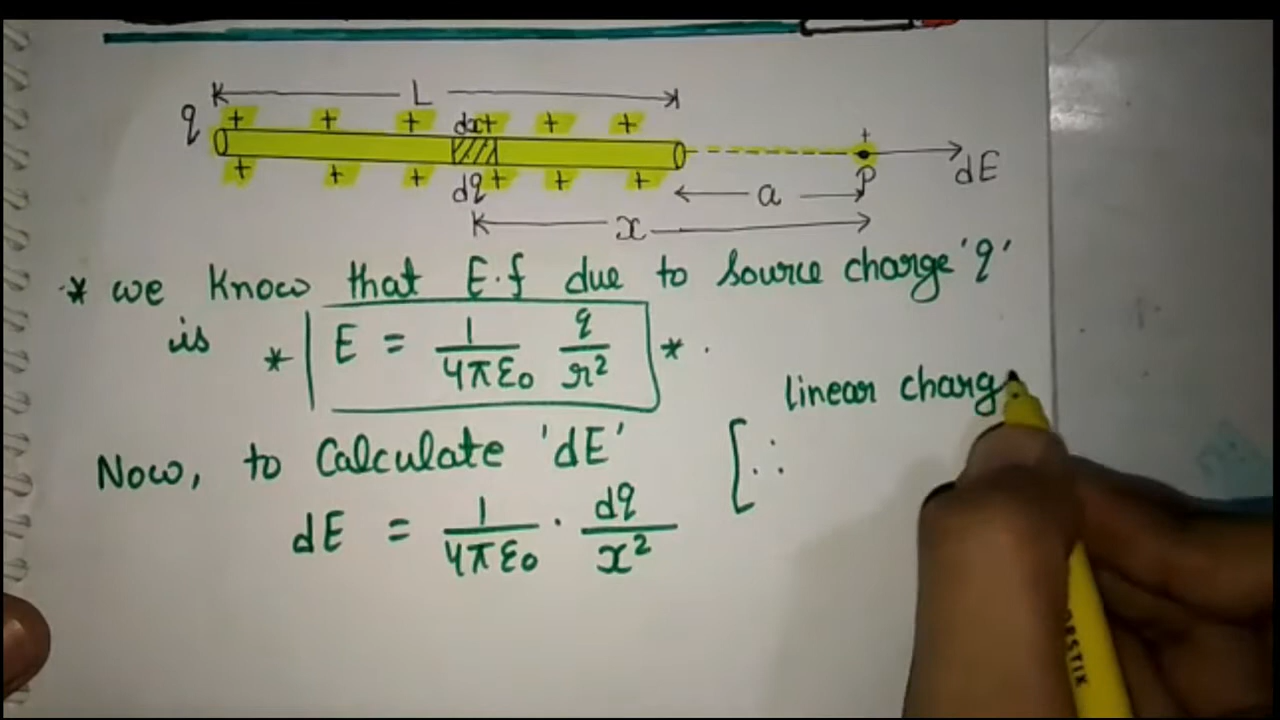 L
q + + + dx + + +
+ + + dq + + +
+
P
dE
a
x
* we know that E.f due to source charge 'q'
is * E = 1/4πε₀ q/r² * .
linear charg
Now, to Calculate 'dE' [∴
dE = 1/4πε₀ · dq/x²